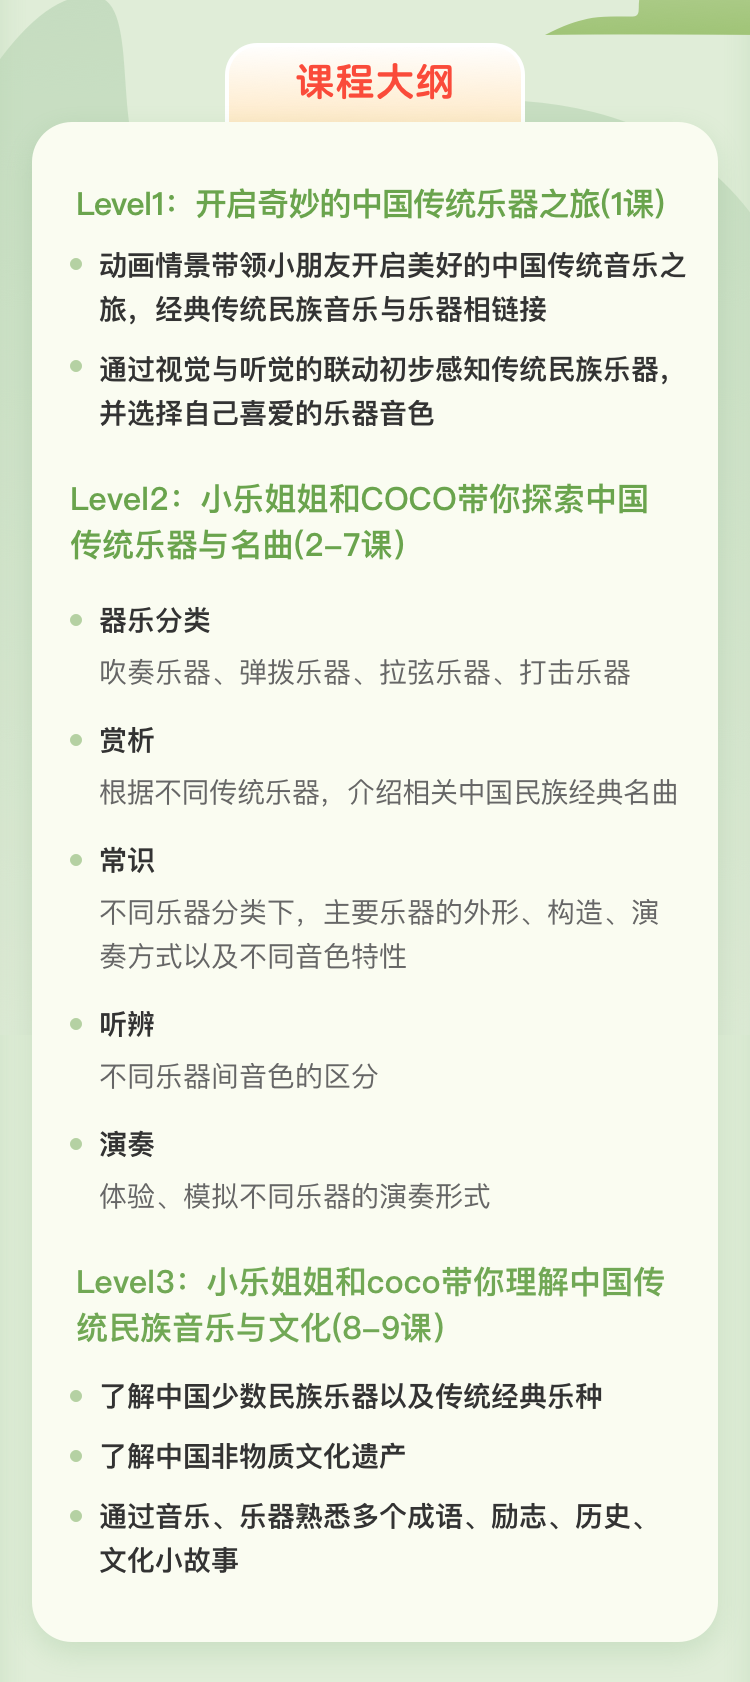 课程大纲
Level1：开启奇妙的中国传统乐器之旅(1课)
动画情景带领小朋友开启美好的中国传统音乐之
旅，经典传统民族音乐与乐器相链接
通过视觉与听觉的联动初步感知传统民族乐器，
并选择自己喜爱的乐器音色
Level2：小乐姐姐和COCO带你探索中国
传统乐器与名曲(2–7课)
器乐分类
吹奏乐器、弹拨乐器、拉弦乐器、打击乐器
赏析
根据不同传统乐器，介绍相关中国民族经典名曲
常识
不同乐器分类下，主要乐器的外形、构造、演
奏方式以及不同音色特性
听辨
不同乐器间音色的区分
演奏
体验、模拟不同乐器的演奏形式
Level3：小乐姐姐和coco带你理解中国传
统民族音乐与文化(8–9课)
了解中国少数民族乐器以及传统经典乐种
了解中国非物质文化遗产
通过音乐、乐器熟悉多个成语、励志、历史、
文化小故事